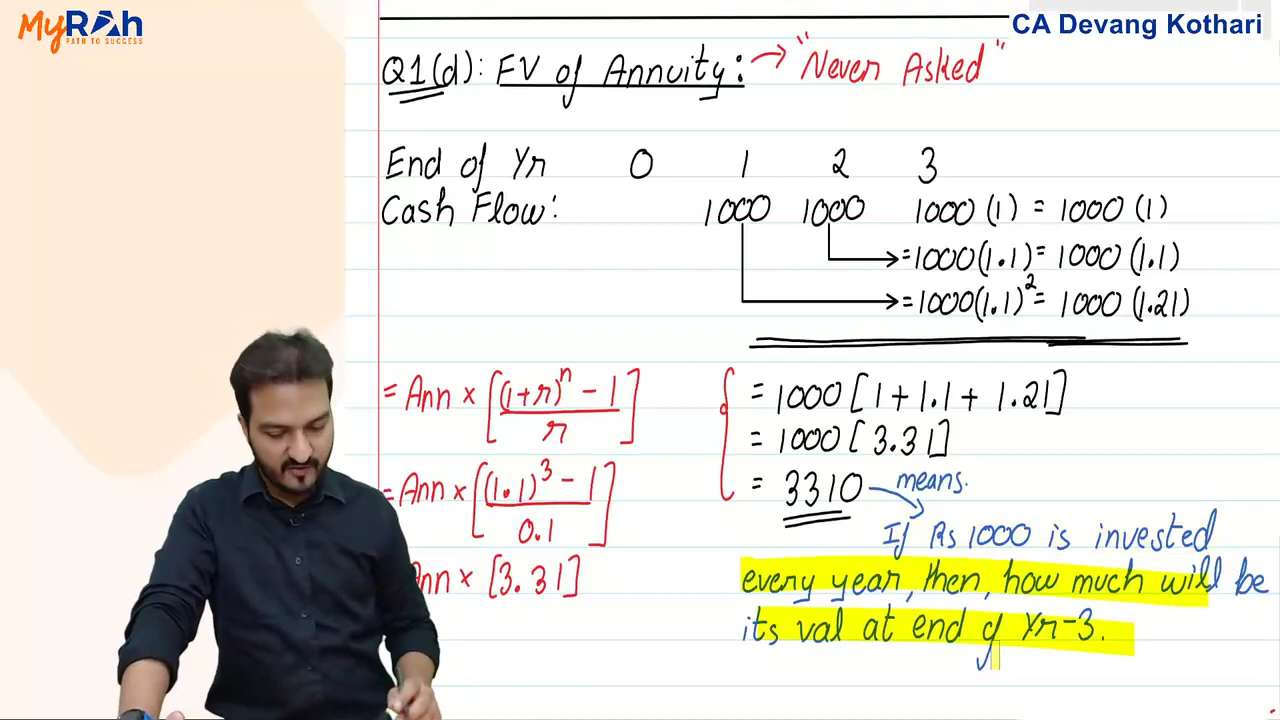 MyRAh
PATH TO SUCCESS
CA Devang Kothari
Q1(d): FV of Annuity: → "Never Asked"
End of Yr 0 1 2 3
Cash Flow: 1000 1000 1000 (1) = 1000 (1)
= 1000(1.1) = 1000 (1.1)
= 1000(1.1)² = 1000 (1.21)
= Ann × [(1+r)ⁿ - 1 / r]
= Ann × [(1.1)³ - 1 / 0.1]
Ann × [3.31]
= 1000 [1 + 1.1 + 1.21]
= 1000 [3.31]
= 3310 means.
If Rs 1000 is invested
every year, then, how much will be
its val at end of Yr-3.